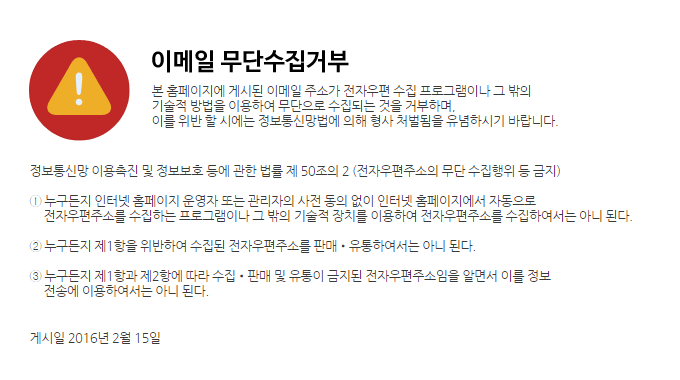 이메일 무단수집거부
본 홈페이지에 게시된 이메일 주소가 전자우편 수집 프로그램이나 그 밖의
기술적 방법을 이용하여 무단으로 수집되는 것을 거부하며,
이를 위반 할 시에는 정보통신망법에 의해 형사 처벌됨을 유념하시기 바랍니다.
정보통신망 이용촉진 및 정보보호 등에 관한 법률 제 50조의 2 (전자우편주소의 무단 수집행위 등 금지)
① 누구든지 인터넷 홈페이지 운영자 또는 관리자의 사전 동의 없이 인터넷 홈페이지에서 자동으로
전자우편주소를 수집하는 프로그램이나 그 밖의 기술적 장치를 이용하여 전자우편주소를 수집하여서는 아니 된다.
② 누구든지 제1항을 위반하여 수집된 전자우편주소를 판매•유통하여서는 아니 된다.
③ 누구든지 제1항과 제2항에 따라 수집•판매 및 유통이 금지된 전자우편주소임을 알면서 이를 정보
전송에 이용하여서는 아니 된다.
게시일 2016년 2월 15일